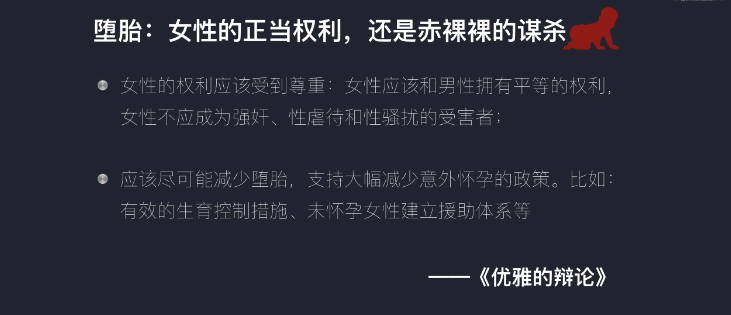 堕胎：女性的正当权利，还是赤裸裸的谋杀
女性的权利应该受到尊重：女性应该和男性拥有平等的权利，
女性不应成为强奸、性虐待和性骚扰的受害者；
应该尽可能减少堕胎，支持大幅减少意外怀孕的政策。比如：
有效的生育控制措施、未怀孕女性建立援助体系等
——《优雅的辩论》